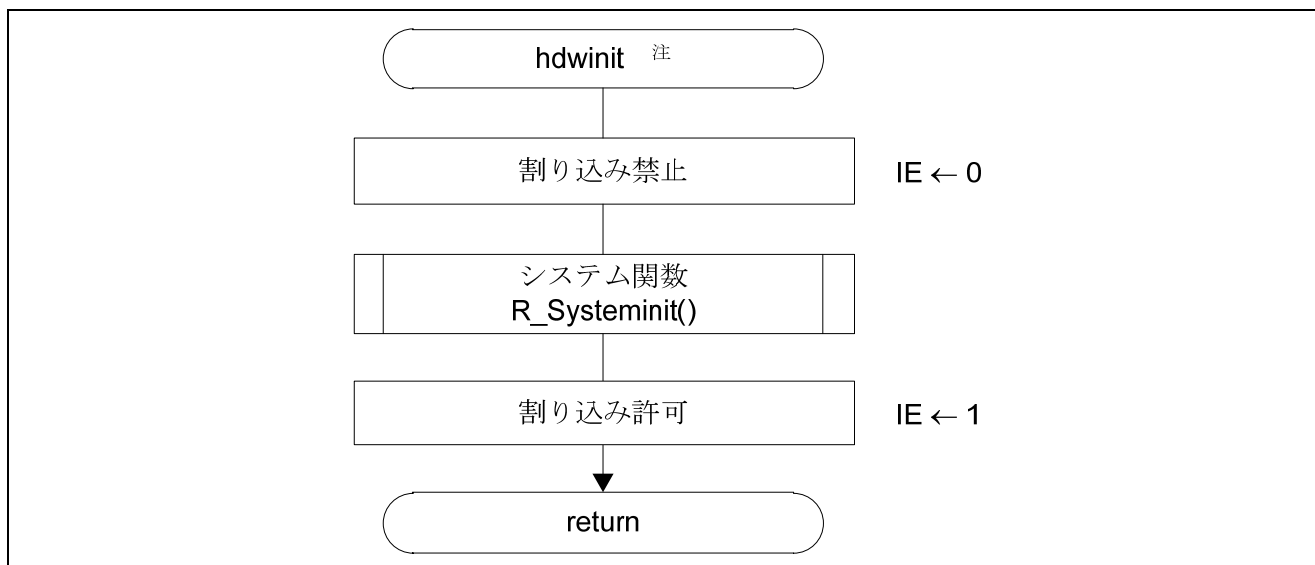 hdwinit 注
割り込み禁止
IE ← 0
システム関数
R_Systeminit()
割り込み許可
IE ← 1
return